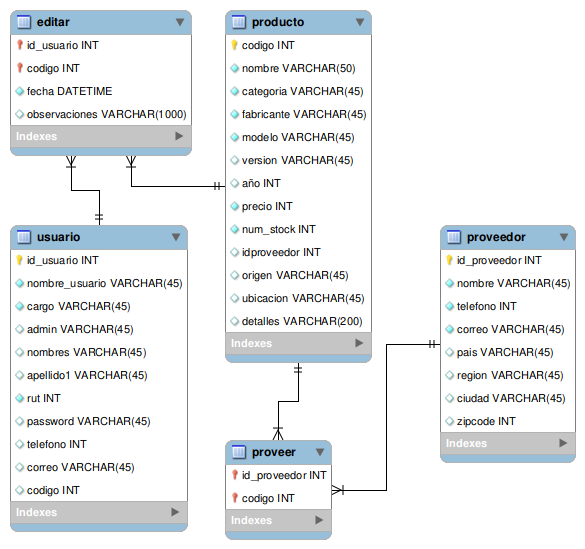 editar
id_usuario INT
codigo INT
fecha DATETIME
observaciones VARCHAR(1000)
Indexes
producto
codigo INT
nombre VARCHAR(50)
categoria VARCHAR(45)
fabricante VARCHAR(45)
modelo VARCHAR(45)
version VARCHAR(45)
año INT
precio INT
num_stock INT
idproveedor INT
origen VARCHAR(45)
ubicacion VARCHAR(45)
detalles VARCHAR(200)
Indexes
usuario
id_usuario INT
nombre_usuario VARCHAR(45)
cargo VARCHAR(45)
admin VARCHAR(45)
nombres VARCHAR(45)
apellido1 VARCHAR(45)
rut INT
password VARCHAR(45)
telefono INT
correo VARCHAR(45)
codigo INT
Indexes
proveedor
id_proveedor INT
nombre VARCHAR(45)
telefono INT
correo VARCHAR(45)
pais VARCHAR(45)
region VARCHAR(45)
ciudad VARCHAR(45)
zipcode INT
Indexes
proveer
id_proveedor INT
codigo INT
Indexes